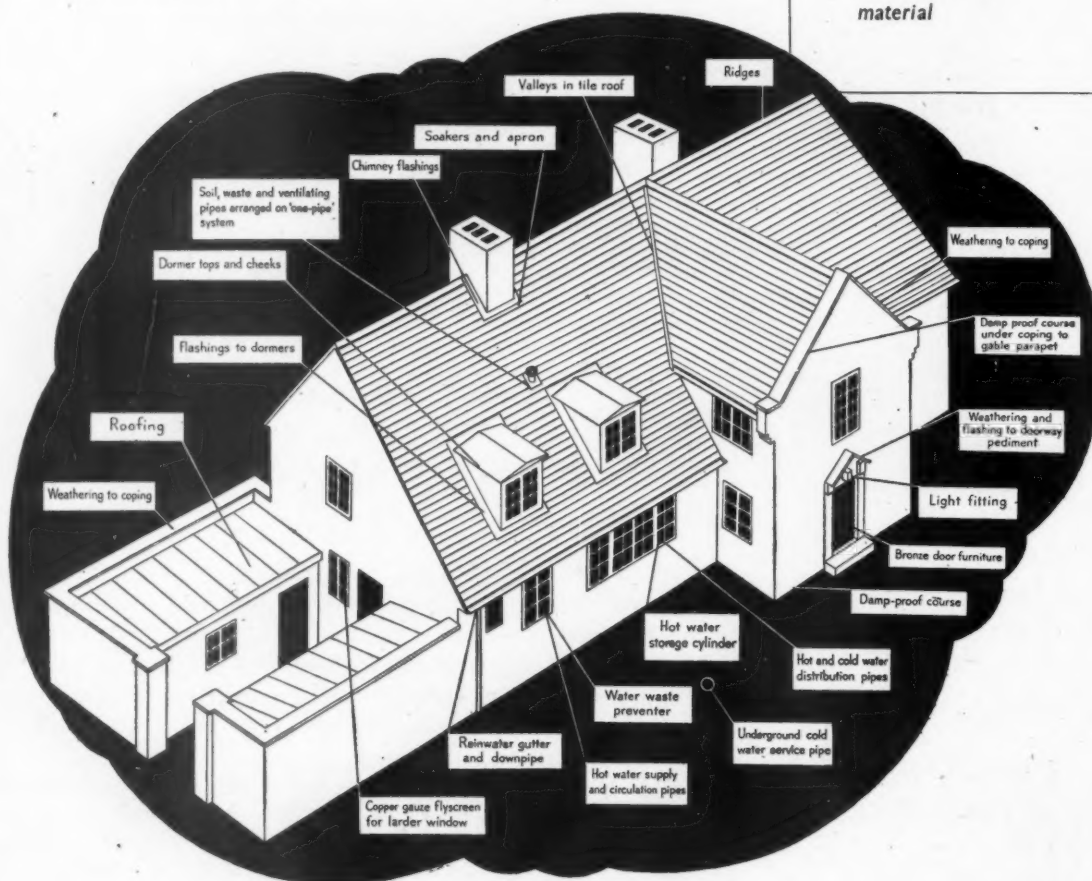 material
Ridges
Valleys in tile roof
Soakers and apron
Chimney flashings
Soil, waste and ventilating
pipes arranged on 'one-pipe'
system
Dormer tops and cheeks
Flashings to dormers
Roofing
Weathering to coping
Weathering to coping
Damp proof course
under coping to
gable parapet
Weathering and
flashing to doorway
pediment
Light fitting
Bronze door furniture
Damp-proof course
Hot water
storage cylinder
Hot and cold water
distribution pipes
Water waste
preventer
Underground cold
water service pipe
Rainwater gutter
and downpipe
Hot water supply
and circulation pipes
Copper gauze flyscreen
for larder window